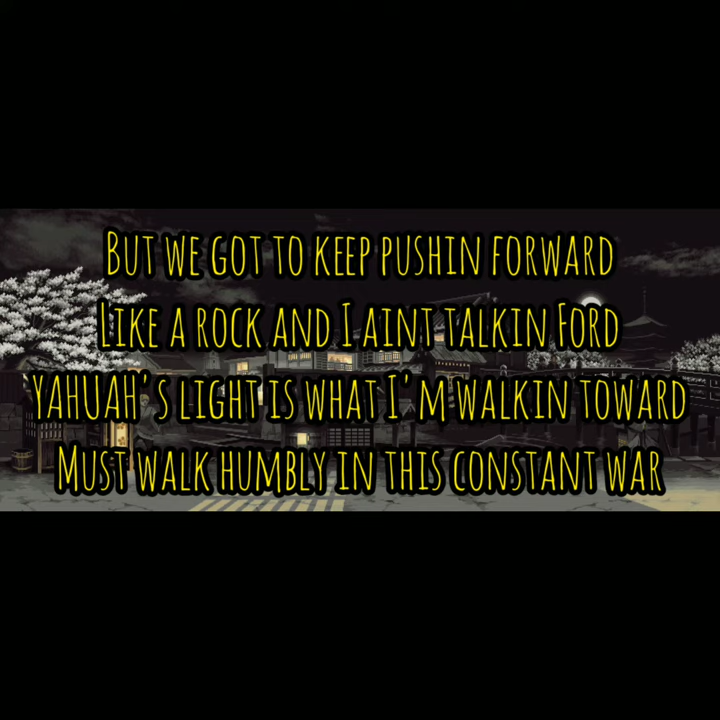 But we got to keep pushin forward
Like a rock and I aint talkin Ford
YAHUAH's light is what I'm walkin toward
Must walk humbly in this constant war